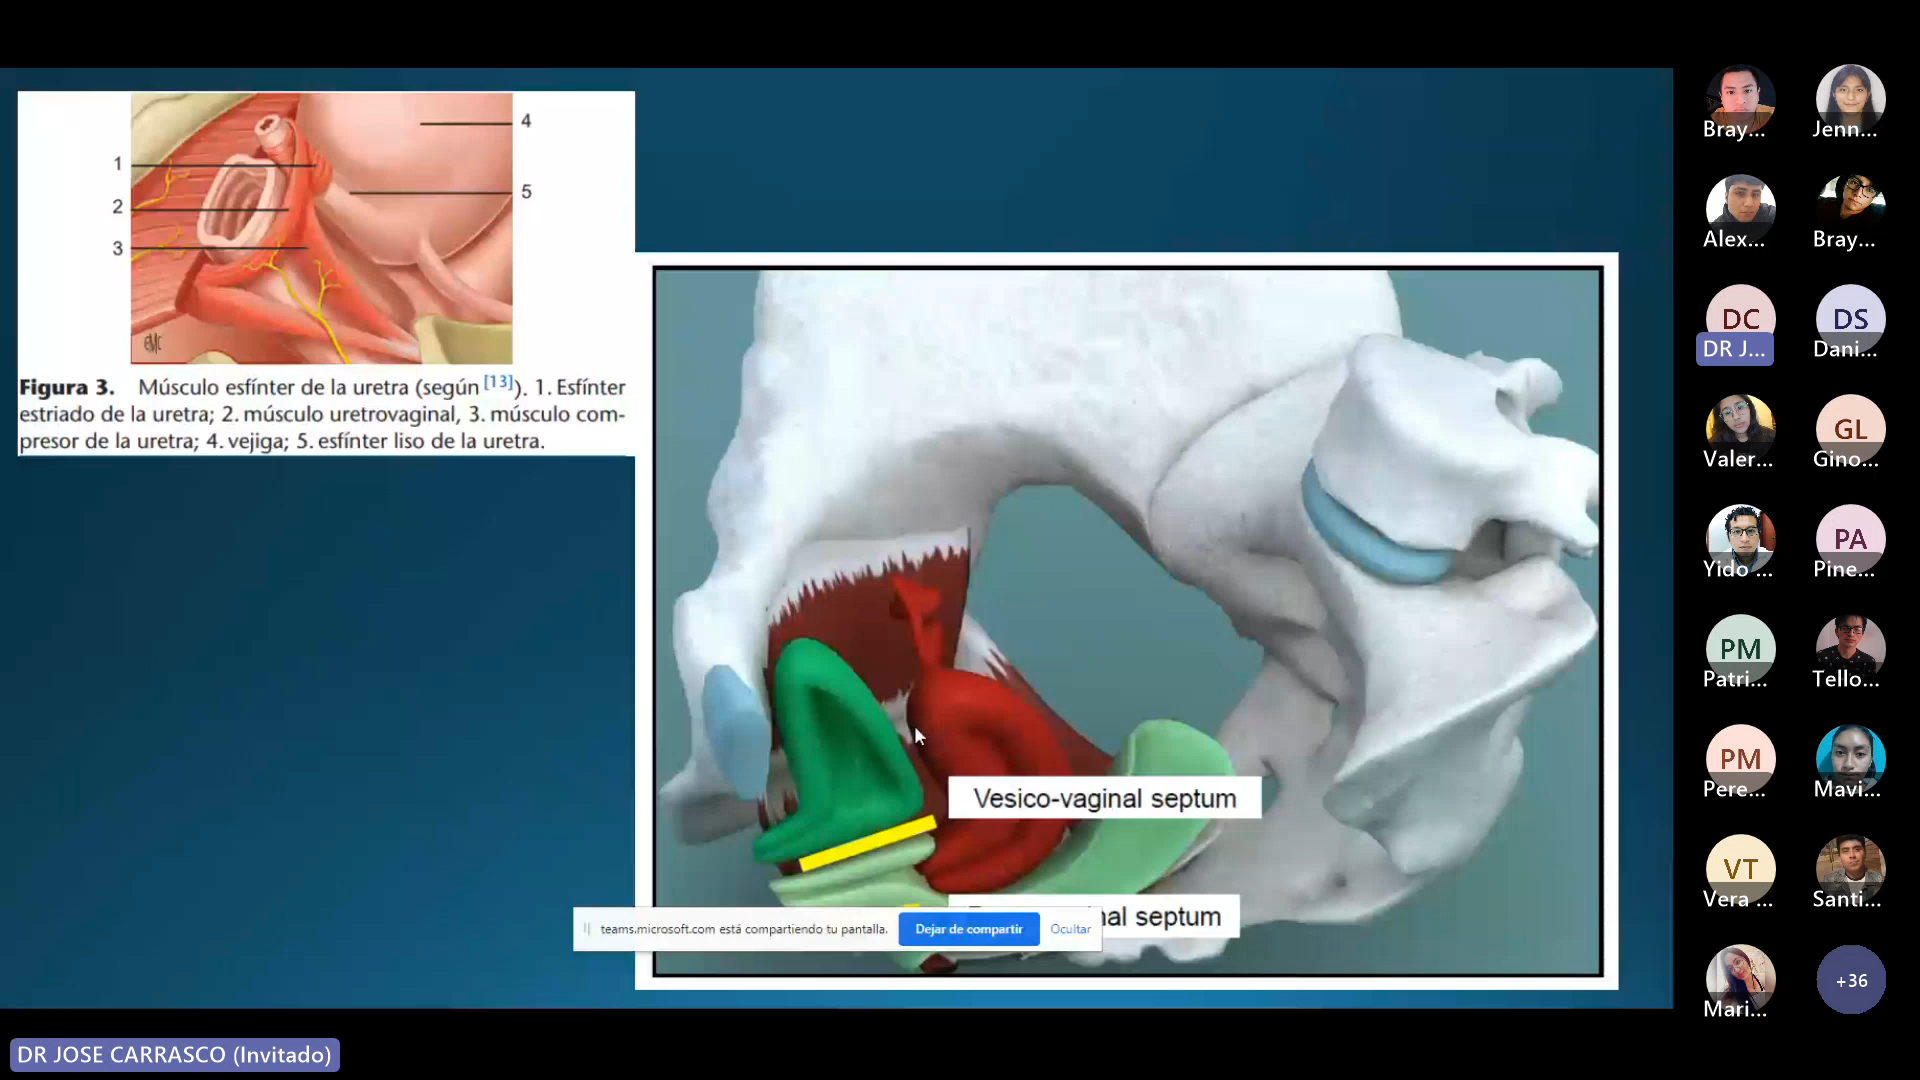 1
2
3
4
5
EMC
Figura 3. Músculo esfínter de la uretra (según [13]). 1. Esfínter
estriado de la uretra; 2. músculo uretrovaginal, 3. músculo com-
presor de la uretra; 4. vejiga; 5. esfínter liso de la uretra.
Vesico-vaginal septum
nal septum
teams.microsoft.com está compartiendo tu pantalla.
Dejar de compartir
Ocultar
Bray...
Jenn...
Alex...
Bray...
DC
DR J...
DS
Dani...
Valer...
GL
Gino...
Yido ...
PA
Pine...
PM
Patri...
Tello...
PM
Pere...
Mavi...
VT
Vera ...
Santi...
Mari...
+36
DR JOSE CARRASCO (Invitado)